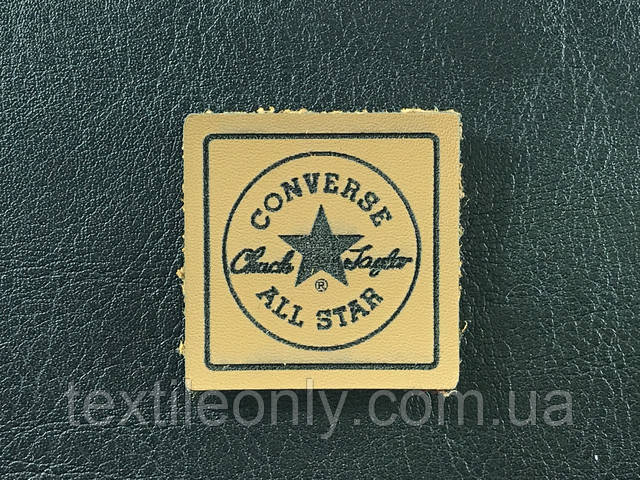 CONVERSE
Chuck Taylor
®
ALL STAR
textileonly.com.ua